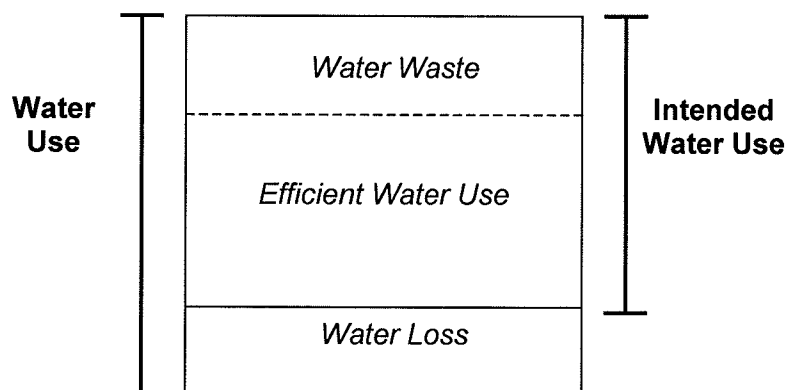 Water Waste
Water
Use
Intended
Water Use
Efficient Water Use
Water Loss